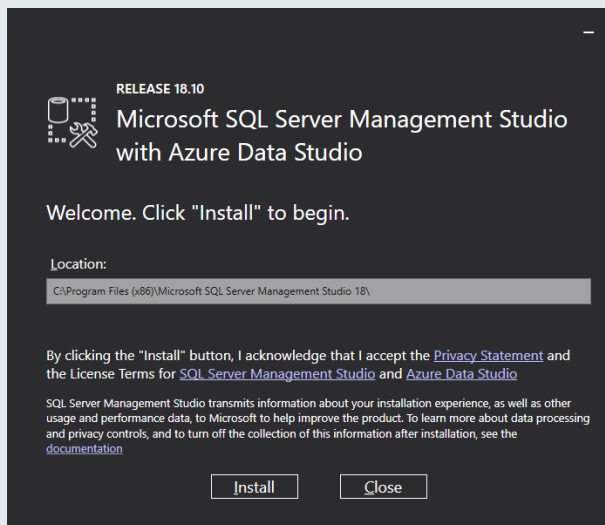 RELEASE 18.10
Microsoft SQL Server Management Studio
with Azure Data Studio
Welcome. Click "Install" to begin.
Location:
C:\Program Files (x86)\Microsoft SQL Server Management Studio 18\
By clicking the "Install" button, I acknowledge that I accept the Privacy Statement and
the License Terms for SQL Server Management Studio and Azure Data Studio
SQL Server Management Studio transmits information about your installation experience, as well as other
usage and performance data, to Microsoft to help improve the product. To learn more about data processing
and privacy controls, and to turn off the collection of this information after installation, see the
documentation
Install Close